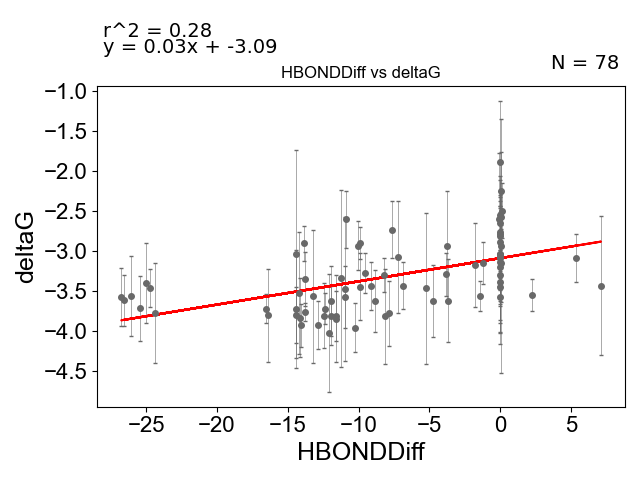 r^2 = 0.28
y = 0.03x + -3.09
N = 78
HBONDDiff vs deltaG
−1.0
−1.5
−2.0
−2.5
−3.0
−3.5
−4.0
−4.5
deltaG
−25 −20 −15 −10 −5 0 5
HBONDDiff